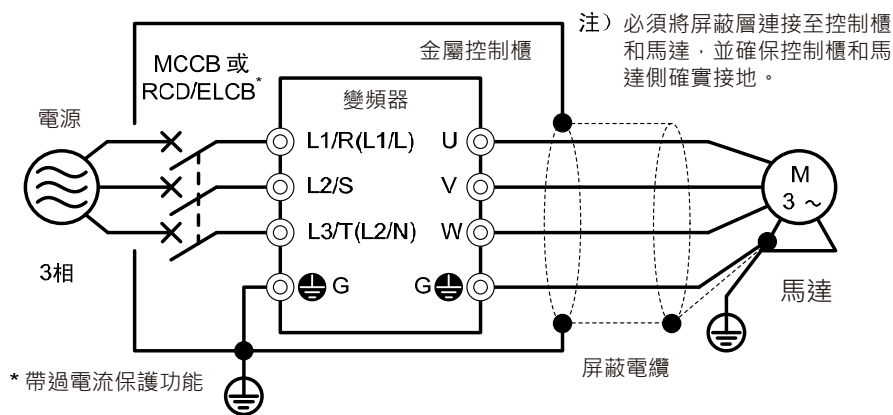 注）必須將屏蔽層連接至控制櫃
和馬達，並確保控制櫃和馬
達側確實接地。
金屬控制櫃
MCCB 或
RCD/ELCB*
變頻器
電源
L1/R(L1/L)
U
L2/S
V
L3/T(L2/N)
W
G
G
M
3 ~
3相
馬達
屏蔽電纜
* 帶過電流保護功能